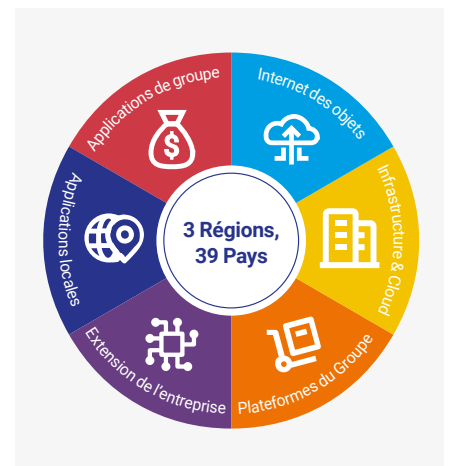 Applications de groupe
Internet des objets
Infrastructure & Cloud
Plateformes du Groupe
Extension de l'entreprise
Applications locales
3 Régions,
39 Pays
$